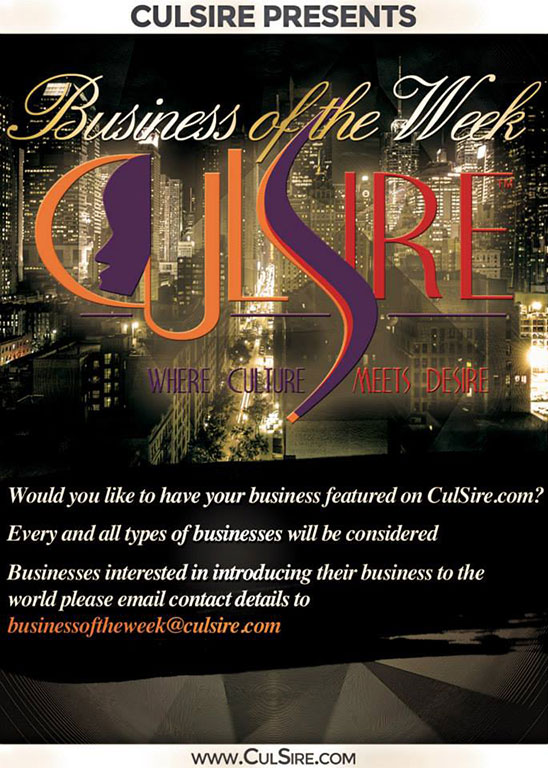 CULSIRE PRESENTS
Business of the Week
CULSIRE™
WHERE CULTURE MEETS DESIRE
Would you like to have your business featured on CulSire.com?
Every and all types of businesses will be considered
Businesses interested in introducing their business to the
world please email contact details to
businessoftheweek@culsire.com
www.CulSire.com